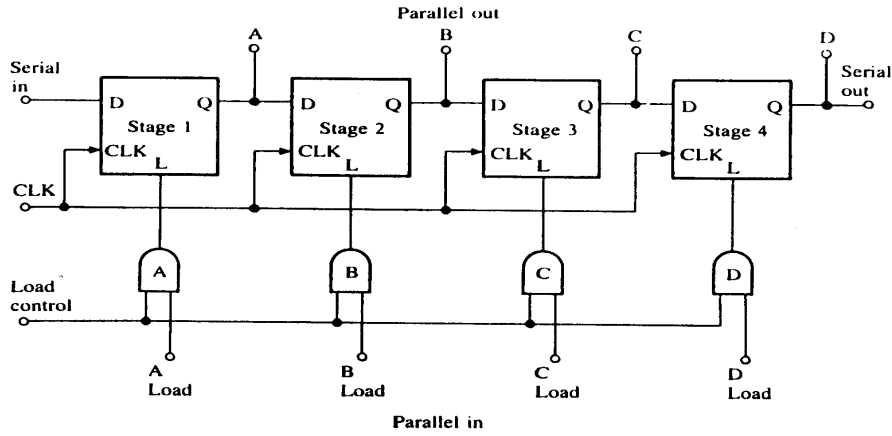 Parallel out
A B C D
Serial in
Serial out
D Q D Q D Q D Q
Stage 1 Stage 2 Stage 3 Stage 4
CLK CLK CLK CLK
L L L L
CLK
A B C D
Load control
A Load
B Load
C Load
D Load
Parallel in